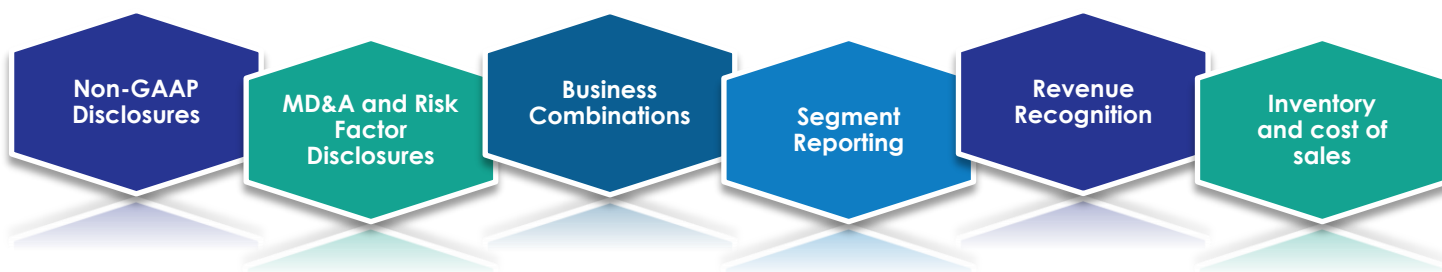 Non-GAAP
Disclosures
MD&A and Risk
Factor
Disclosures
Business
Combinations
Segment
Reporting
Revenue
Recognition
Inventory
and cost of
sales